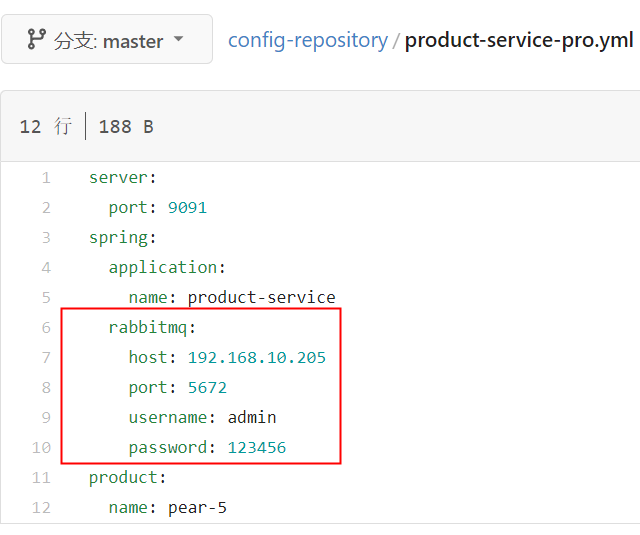 分支: master config-repository / product-service-pro.yml
12 行 188 B
1 server:
2 port: 9091
3 spring:
4 application:
5 name: product-service
6 rabbitmq:
7 host: 192.168.10.205
8 port: 5672
9 username: admin
10 password: 123456
11 product:
12 name: pear-5